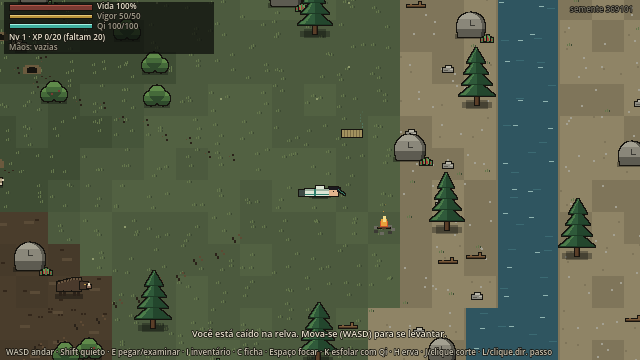 Vida 100%
semente 369101
Vigor 50/50
Qi 100/100
Nv 1 · XP 0/20 (faltam 20)
Mãos: vazias
Você está caído na relva. Mova-se (WASD) para se levantar.
WASD andar · Shift quieto · E pegar/examinar · I inventário · C ficha · Espaço focar · K esfolar com Qi · H erva · J/clique corte · L/clique dir. passo